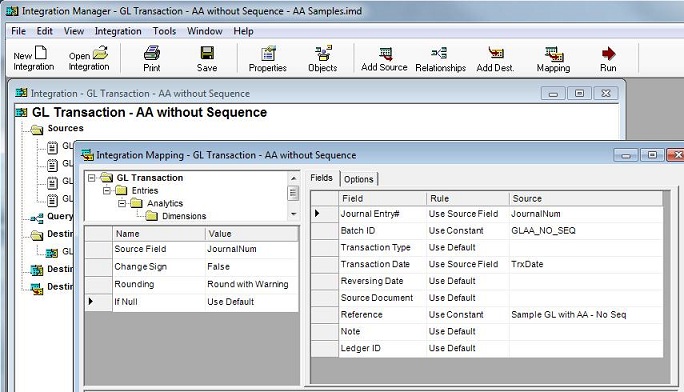 Integration Manager - GL Transaction - AA without Sequence - AA Samples.imd
File Edit View Integration Tools Window Help
New Integration
Open Integration
Print
Save
Properties
Objects
Add Source
Relationships
Add Dest.
Mapping
Run
Integration - GL Transaction - AA without Sequence
GL Transaction - AA without Sequence
Sources
GL
GL
GL
GL
Query
Destin
GL
Destin
Destin
Integration Mapping - GL Transaction - AA without Sequence
GL Transaction
Entries
Analytics
Dimensions
Name Value
Source Field JournalNum
Change Sign False
Rounding Round with Warning
If Null Use Default
Fields Options
Field Rule Source
Journal Entry# Use Source Field JournalNum
Batch ID Use Constant GLAA_NO_SEQ
Transaction Type Use Default
Transaction Date Use Source Field TrxDate
Reversing Date Use Default
Source Document Use Default
Reference Use Constant Sample GL with AA - No Seq
Note Use Default
Ledger ID Use Default